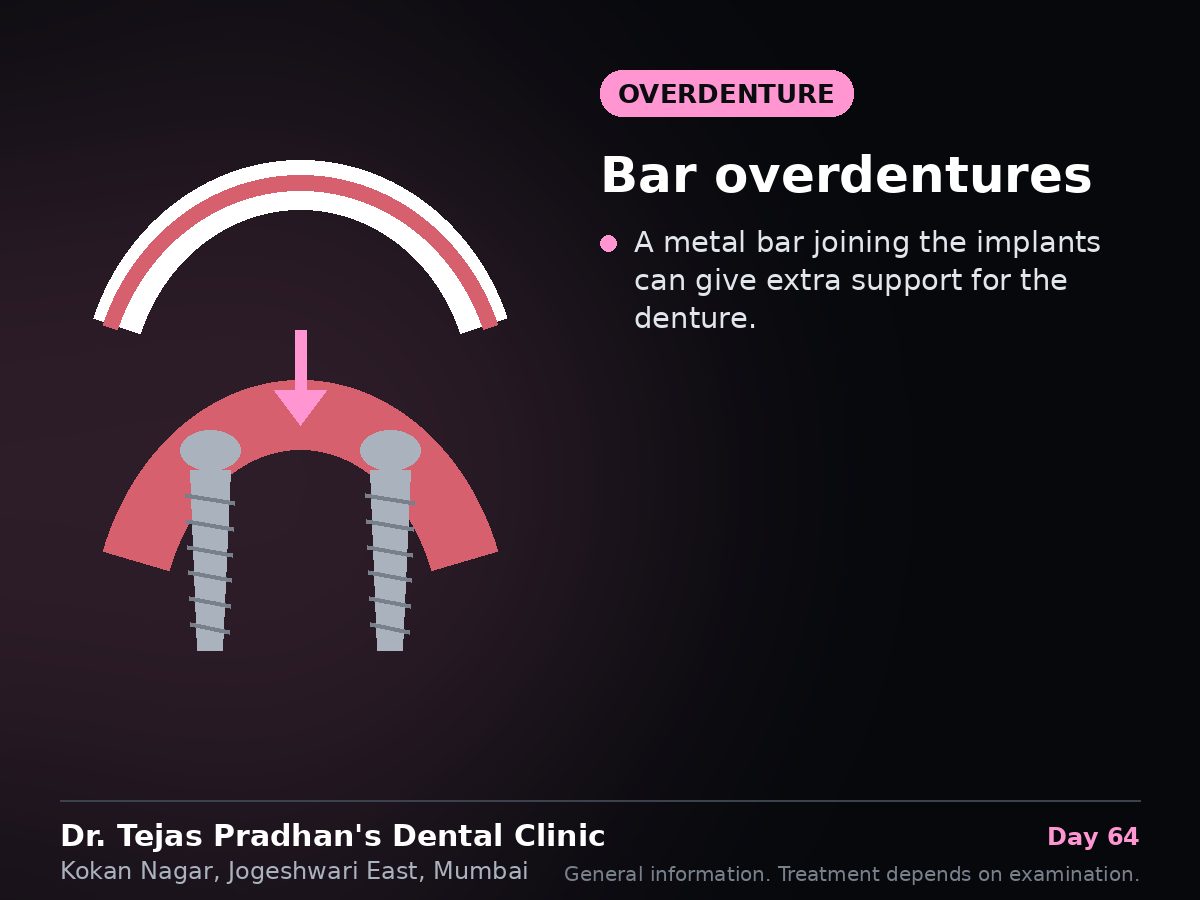 OVERDENTURE
Bar overdentures
A metal bar joining the implants
can give extra support for the
denture.
Dr. Tejas Pradhan's Dental Clinic
Day 64
Kokan Nagar, Jogeshwari East, Mumbai
General information. Treatment depends on examination.